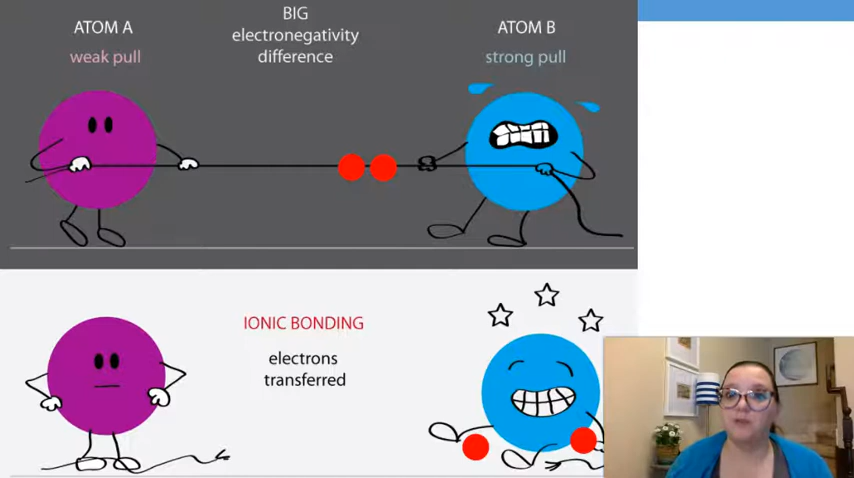 ATOM A
weak pull
BIG
electronegativity
difference
ATOM B
strong pull
IONIC BONDING
electrons
transferred